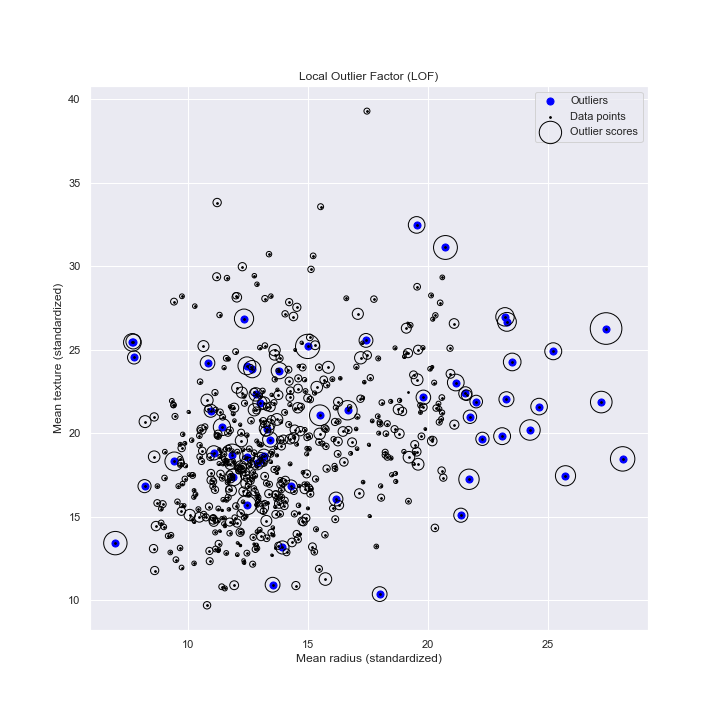 Local Outlier Factor (LOF)
Outliers
Data points
Outlier scores
40
35
30
25
20
15
10
Mean texture (standardized)
10
15
20
25
Mean radius (standardized)